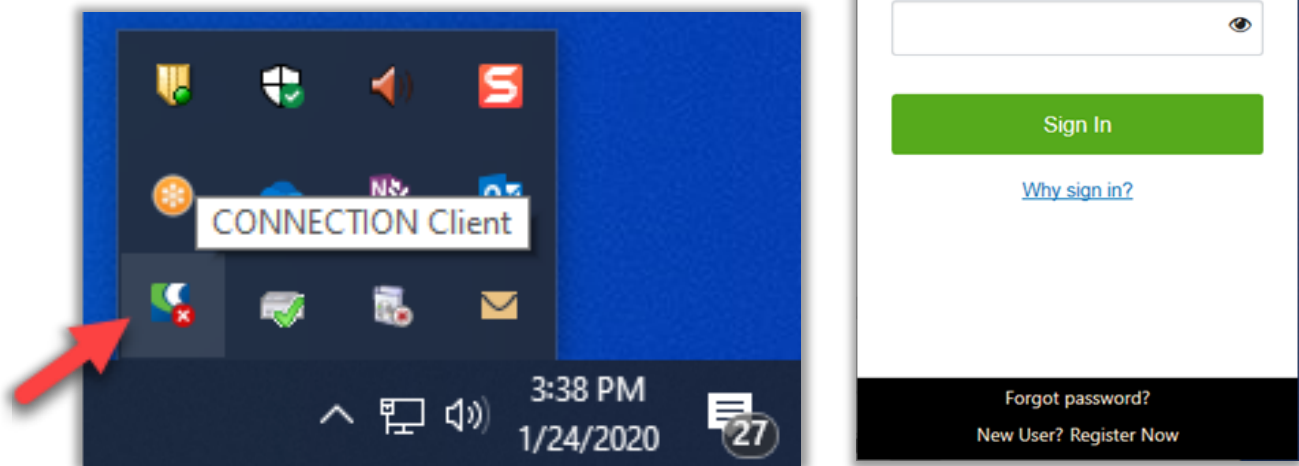 CONNECTION Client
3:38 PM
1/24/2020
27
Sign In
Why sign in?
Forgot password?
New User? Register Now